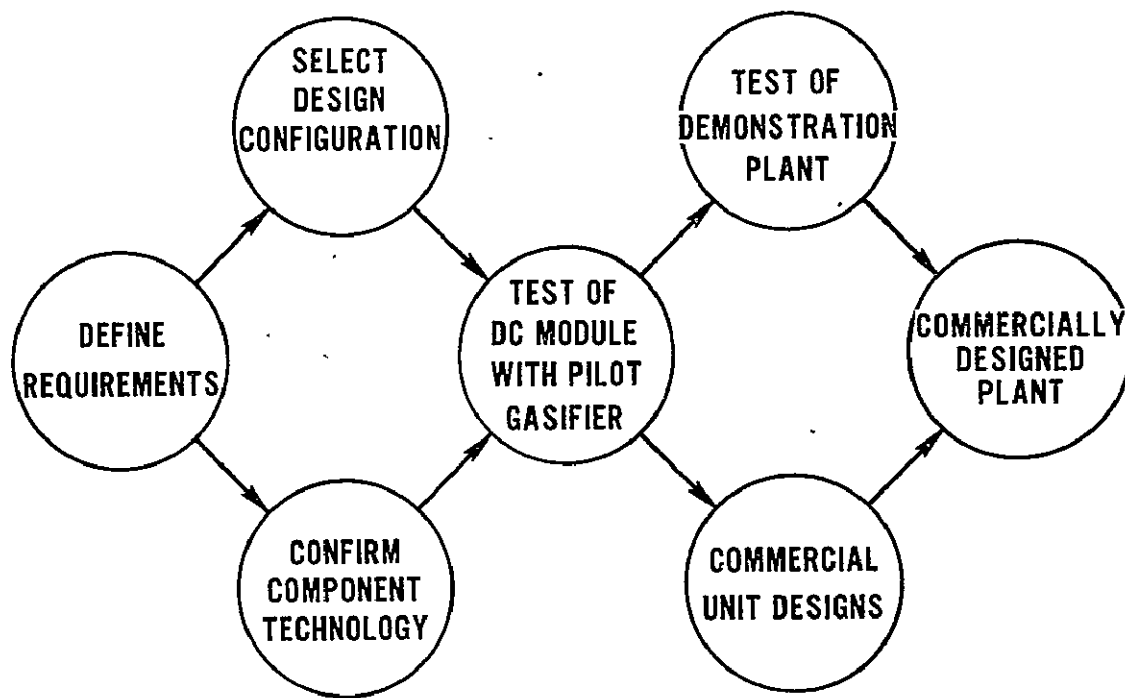 SELECT
DESIGN
CONFIGURATION
TEST OF
DEMONSTRATION
PLANT
DEFINE
REQUIREMENTS
TEST OF
DC MODULE
WITH PILOT
GASIFIER
COMMERCIALLY
DESIGNED
PLANT
CONFIRM
COMPONENT
TECHNOLOGY
COMMERCIAL
UNIT DESIGNS